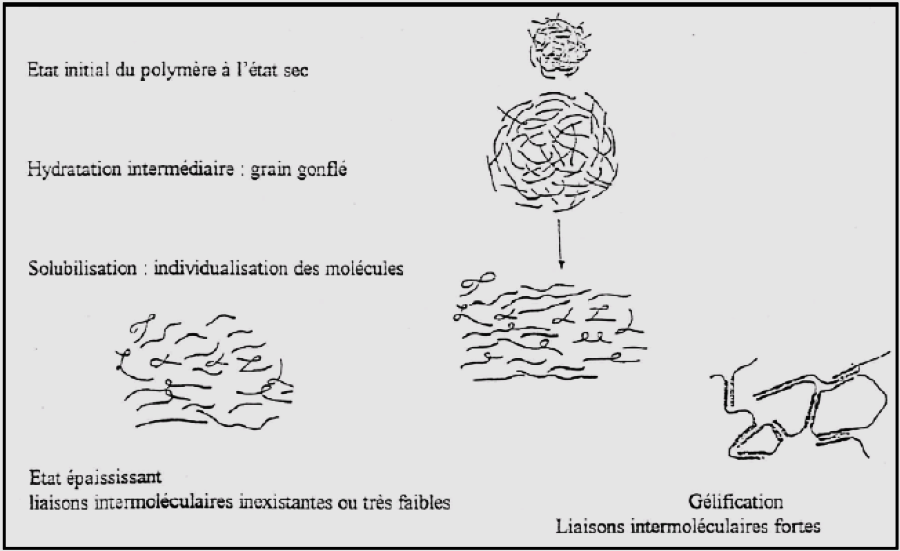 Etat initial du polymère à l'état sec
Hydratation intermédiaire : grain gonflé
Solubilisation : individualisation des molécules
Etat épaississant
liaisons intermoléculaires inexistantes ou très faibles
Gélification
Liaisons intermoléculaires fortes